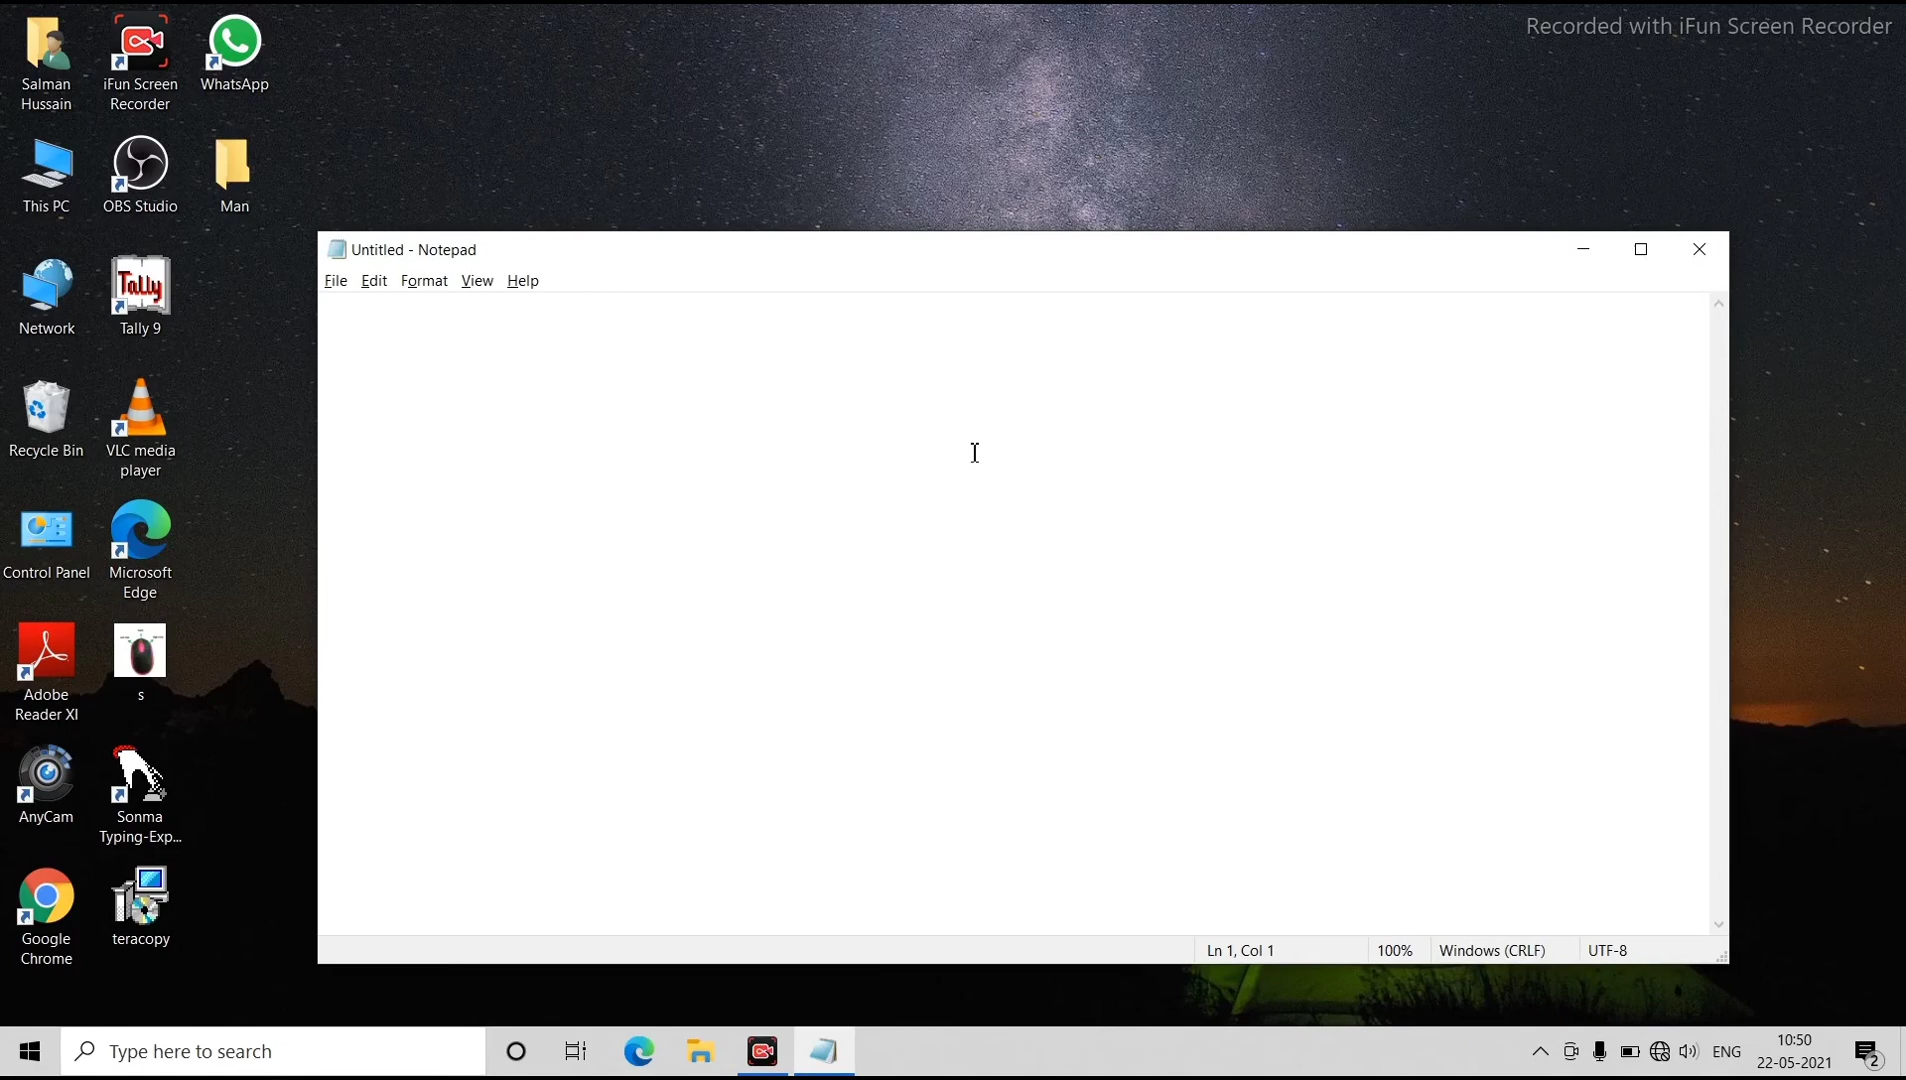 Recorded with iFun Screen Recorder
Salman
Hussain
iFun Screen
Recorder
WhatsApp
This PC
OBS Studio
Man
Network
Tally
Tally 9
Recycle Bin
VLC media
player
Control Panel
Microsoft
Edge
Adobe
Reader XI
s
AnyCam
Sonma
Typing-Exp...
Google
Chrome
teracopy
Untitled - Notepad
File Edit Format View Help
Ln 1, Col 1 100% Windows (CRLF) UTF-8
Type here to search
ENG
10:50
22-05-2021
2